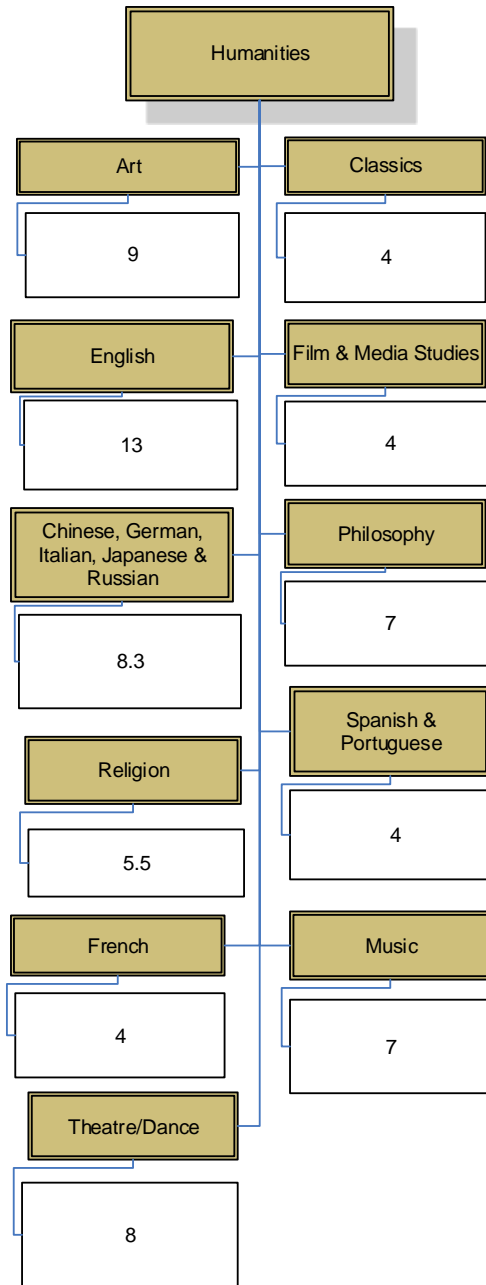 Humanities
Art
Classics
9
4
English
Film & Media Studies
13
4
Chinese, German,
Italian, Japanese &
Russian
Philosophy
8.3
7
Spanish &
Portuguese
Religion
5.5
4
French
Music
4
7
Theatre/Dance
8